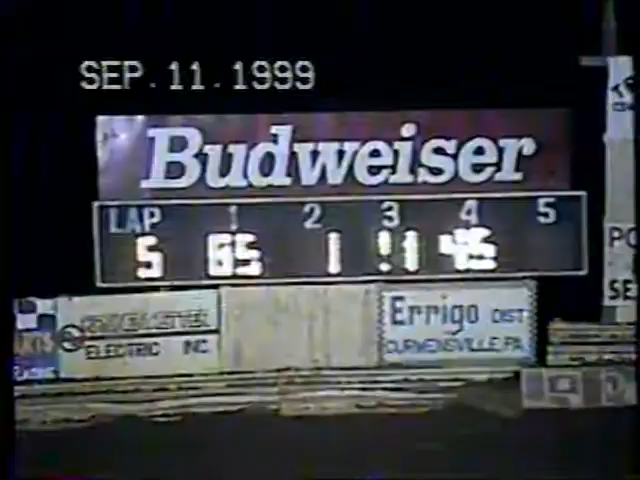 SEP. 11. 1999
Budweiser
LAP 1 2 3 4 5
5 65 1 !1 45
ELECTRIC INC
Errigo DIST
CURWENSVILLE, PA.